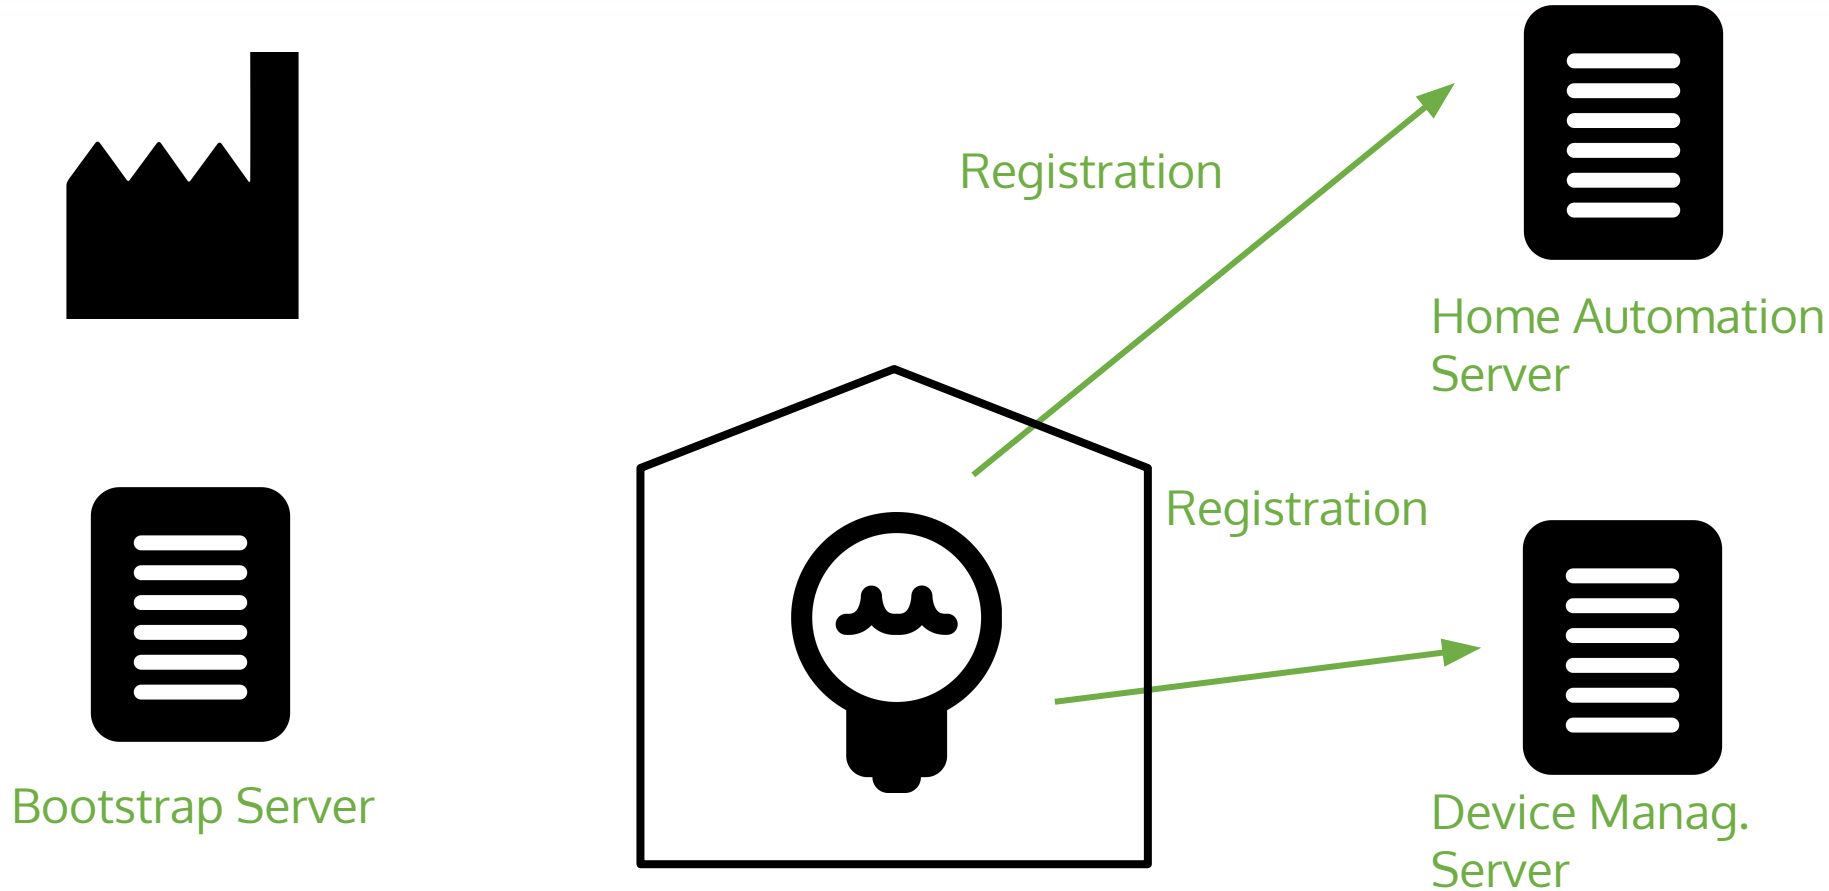 Registration
Home Automation
Server
Registration
Bootstrap Server
Device Manag.
Server